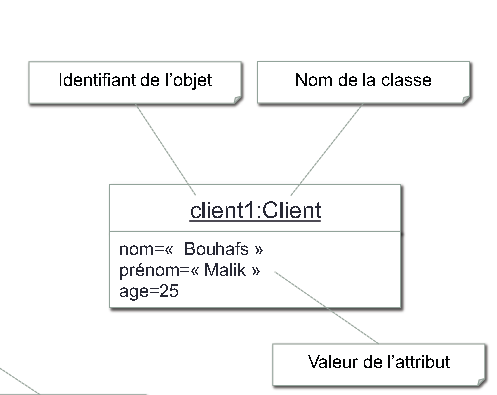 Identifiant de l'objet
Nom de la classe
client1:Client
nom=«  Bouhafs »
prénom=« Malik »
age=25
Valeur de l'attribut